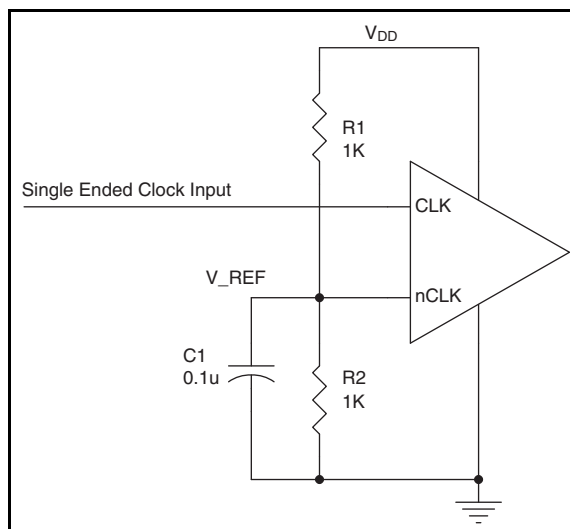 V_DD
R1
1K
Single Ended Clock Input
CLK
V_REF
nCLK
C1
0.1u
R2
1K